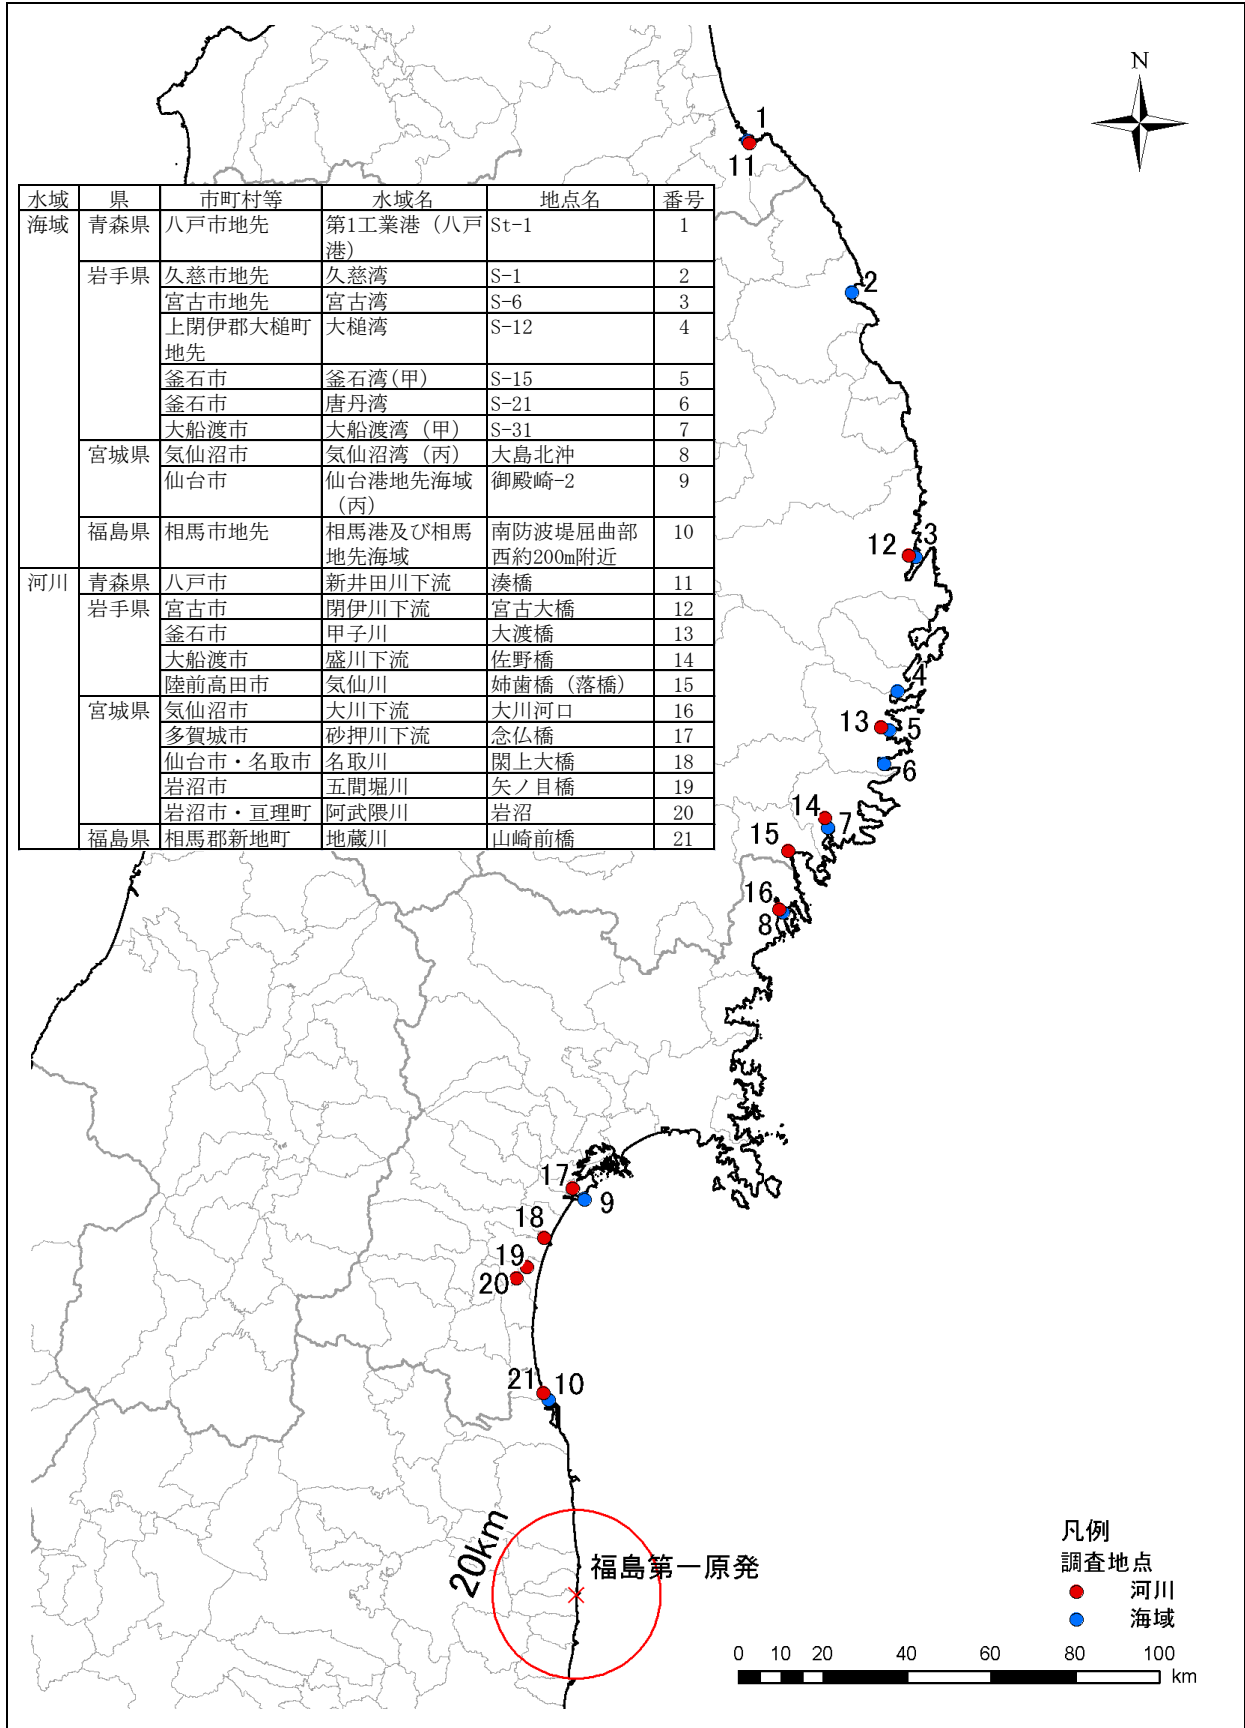 N
1
11
水域 県 市町村等 水域名 地点名 番号
海域 青森県 八戸市地先 第1工業港（八戸港） St-1 1
岩手県 久慈市地先 久慈湾 S-1 2
宮古市地先 宮古湾 S-6 3
上閉伊郡大槌町地先 大槌湾 S-12 4
釜石市 釜石湾(甲) S-15 5
釜石市 唐丹湾 S-21 6
大船渡市 大船渡湾（甲） S-31 7
宮城県 気仙沼市 気仙沼湾（丙） 大島北沖 8
仙台市 仙台港地先海域（丙） 御殿崎-2 9
福島県 相馬市地先 相馬港及び相馬地先海域 南防波堤屈曲部西約200m附近 10
河川 青森県 八戸市 新井田川下流 湊橋 11
岩手県 宮古市 閉伊川下流 宮古大橋 12
釜石市 甲子川 大渡橋 13
大船渡市 盛川下流 佐野橋 14
陸前高田市 気仙川 姉歯橋（落橋） 15
宮城県 気仙沼市 大川下流 大川河口 16
多賀城市 砂押川下流 念仏橋 17
仙台市・名取市 名取川 閖上大橋 18
岩沼市 五間堀川 矢ノ目橋 19
岩沼市・亘理町 阿武隈川 岩沼 20
福島県 相馬郡新地町 地蔵川 山崎前橋 21
2
12
3
4
13
5
6
14
7
15
16
8
17
9
18
19
20
21
10
20km
福島第一原発
凡例
調査地点
河川
海域
0 10 20 40 60 80 100
km